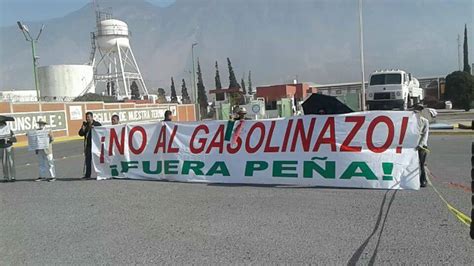 ¡NO AL GASOLINAZO!
¡FUERA PEÑA!